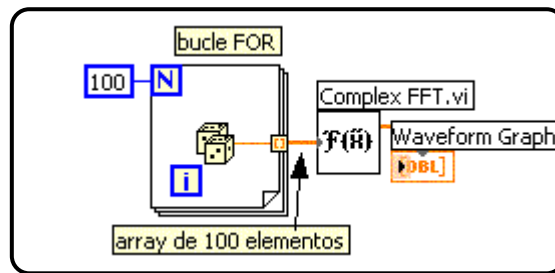 bucle FOR
100
N
Complex FFT.vi
F(x)
Waveform Graph
DBL]
i
array de 100 elementos